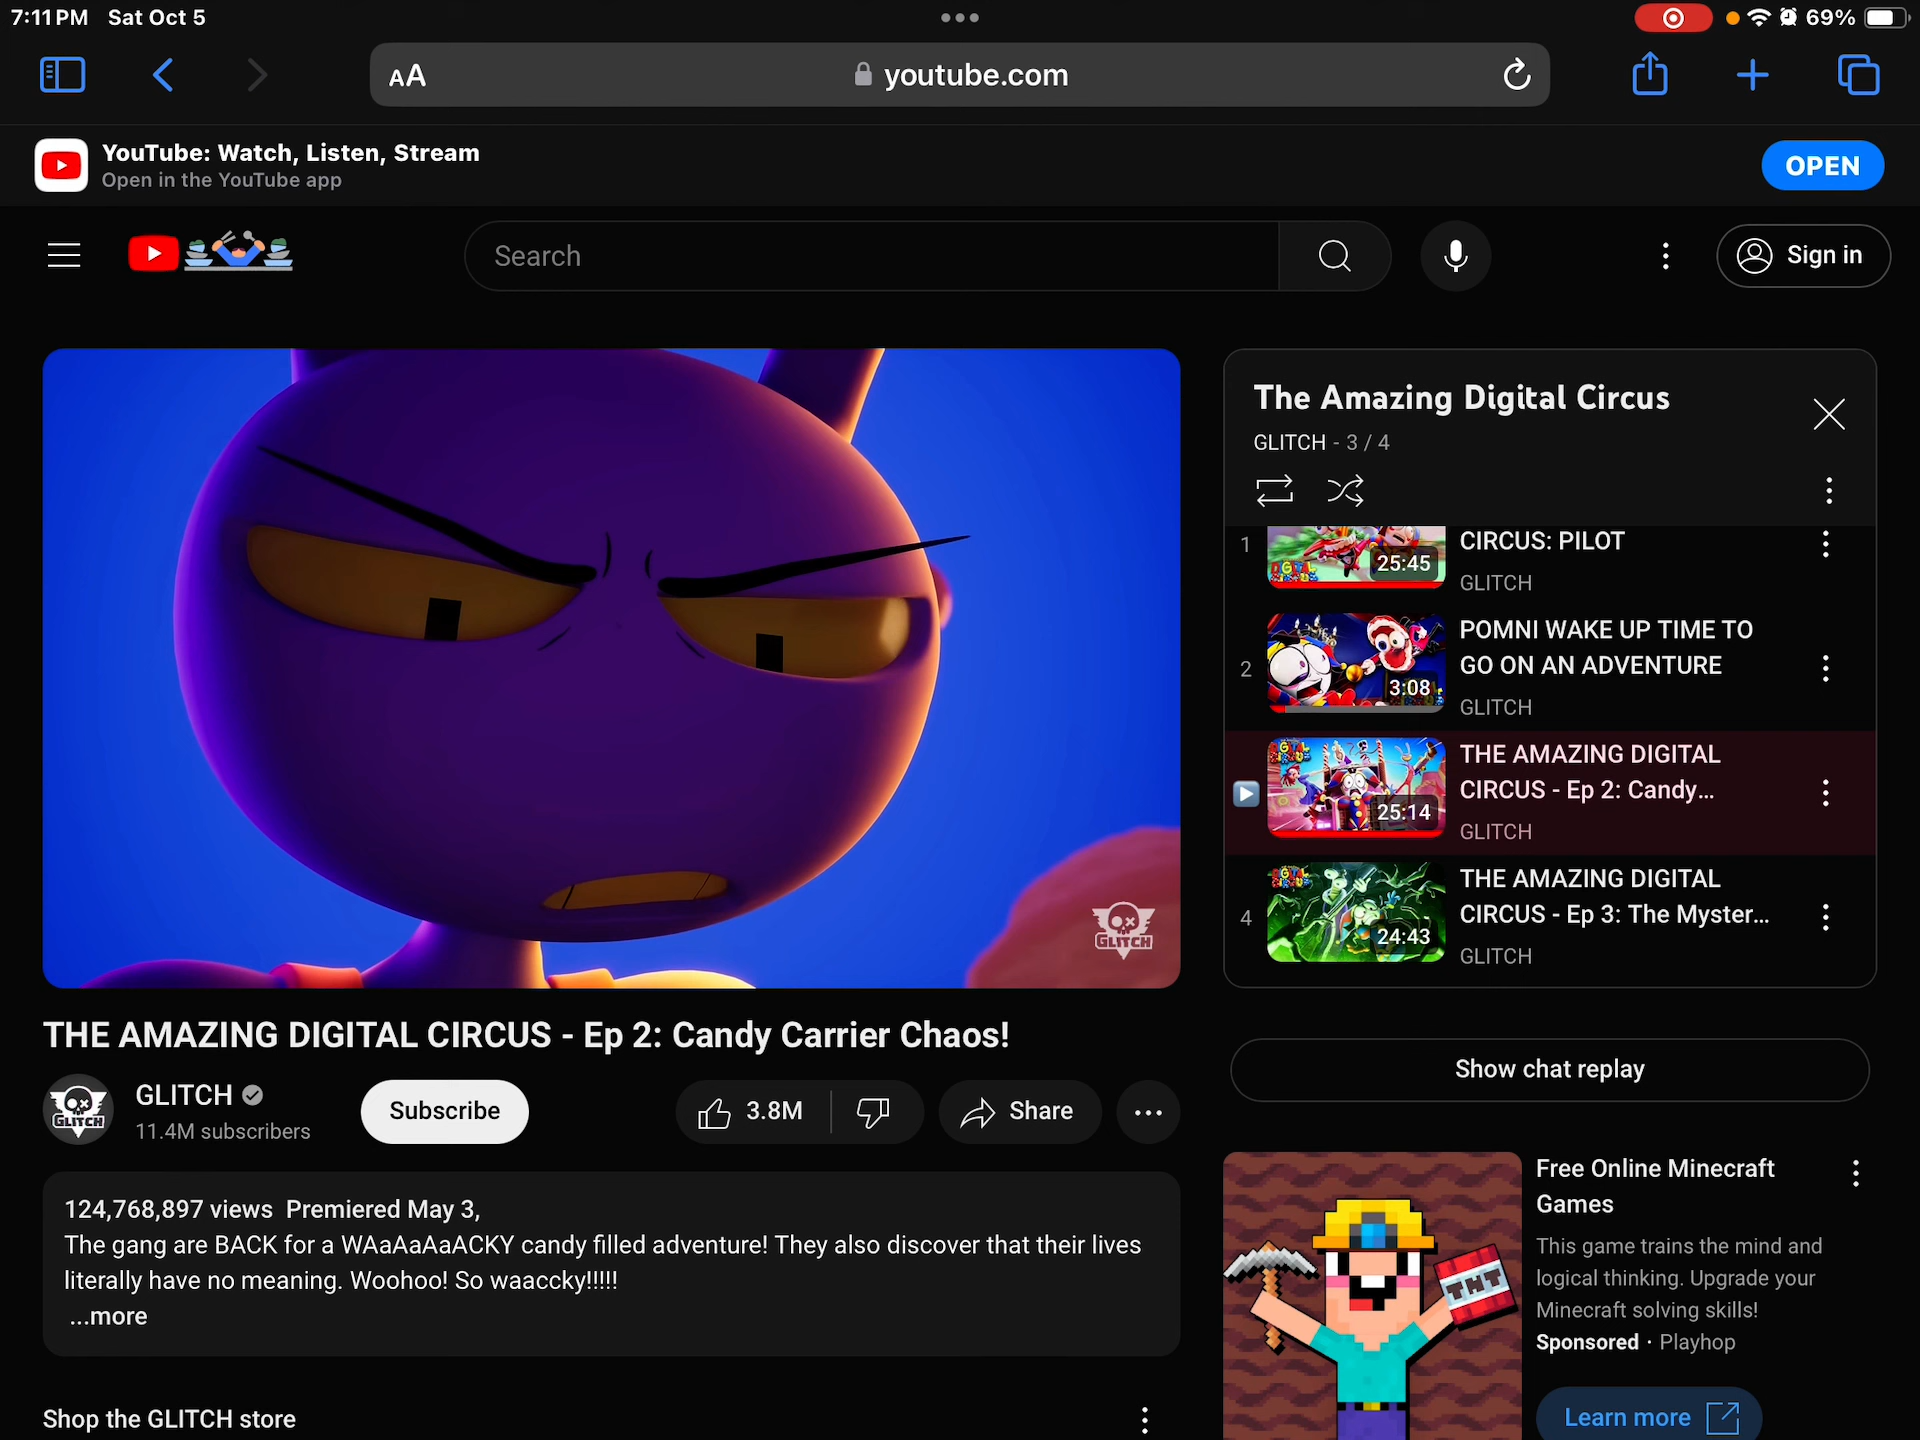 7:11 PM Sat Oct 5
69%
AA
youtube.com
YouTube: Watch, Listen, Stream
Open in the YouTube app
OPEN
Search
Sign in
GLITCH
The Amazing Digital Circus
GLITCH - 3 / 4
1
25:45
CIRCUS: PILOT
GLITCH
2
3:08
POMNI WAKE UP TIME TO
GO ON AN ADVENTURE
GLITCH
25:14
THE AMAZING DIGITAL
CIRCUS - Ep 2: Candy...
GLITCH
4
24:43
THE AMAZING DIGITAL
CIRCUS - Ep 3: The Myster...
GLITCH
THE AMAZING DIGITAL CIRCUS - Ep 2: Candy Carrier Chaos!
GLITCH
GLITCH
11.4M subscribers
Subscribe
3.8M
Share
Show chat replay
124,768,897 views Premiered May 3,
The gang are BACK for a WAaAaAaACKY candy filled adventure! They also discover that their lives
literally have no meaning. Woohoo! So waaccky!!!!!
...more
Shop the GLITCH store
TNT
Free Online Minecraft
Games
This game trains the mind and
logical thinking. Upgrade your
Minecraft solving skills!
Sponsored · Playhop
Learn more